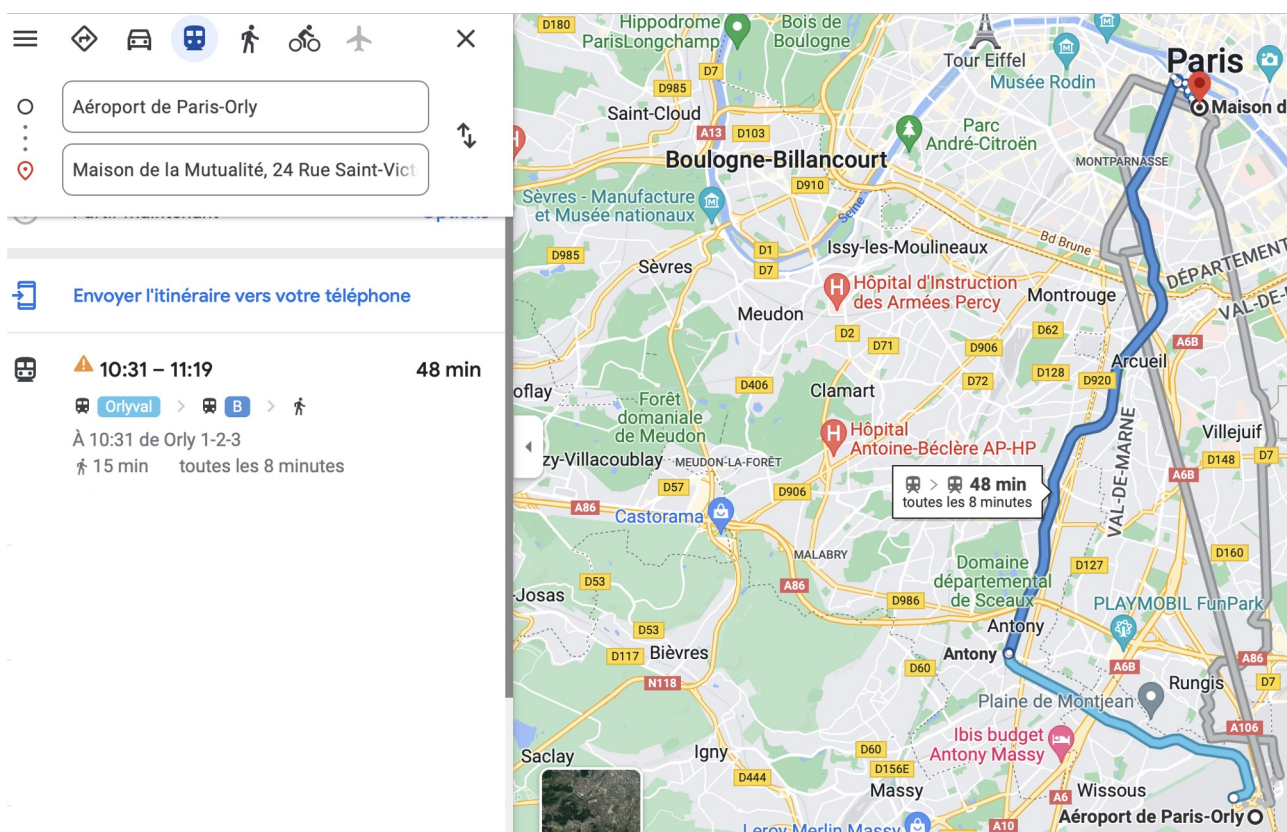 Aéroport de Paris-Orly
Maison de la Mutualité, 24 Rue Saint-Vict
Partir maintenant
Options
Envoyer l'itinéraire vers votre téléphone
10:31 – 11:19
48 min
Orlyval > B >
À 10:31 de Orly 1-2-3
15 min toutes les 8 minutes
D180
Hippodrome
ParisLongchamp
Bois de
Boulogne
Tour Eiffel
Musée Rodin
Paris
Maison d
D7
D985
Saint-Cloud
A13
D103
Parc
André-Citroën
Boulogne-Billancourt
MONTPARNASSE
D910
Sèvres - Manufacture
et Musée nationaux
Seine
D985
D1
D7
Issy-les-Moulineaux
Bd Brune
DÉPARTEMENT
VAL-DE-
Sèvres
H
Hôpital d'Instruction
des Armées Percy
Montrouge
Meudon
D2
D71
D906
D62
A6B
Arcueil
D72
D128
D920
oflay
D406
Clamart
Forêt
domaniale
de Meudon
H
Hôpital
Antoine-Béclère AP-HP
Villejuif
D148
D7
A6B
zy-Villacoublay
MEUDON-LA-FORÊT
48 min
toutes les 8 minutes
VAL-DE-MARNE
D57
D906
A86
Castorama
MALABRY
D160
D127
Domaine
départemental
de Sceaux
D53
A86
D986
-Josas
PLAYMOBIL FunPark
D53
Antony
D117
Bièvres
Antony
D60
A6B
A86
N118
Rungis
D7
Plaine de Montjean
A106
Ibis budget
Antony Massy
Saclay
Igny
D60
D156E
D444
Massy
A6
Wissous
Aéroport de Paris-Orly
Leroy Merlin Massy
A10